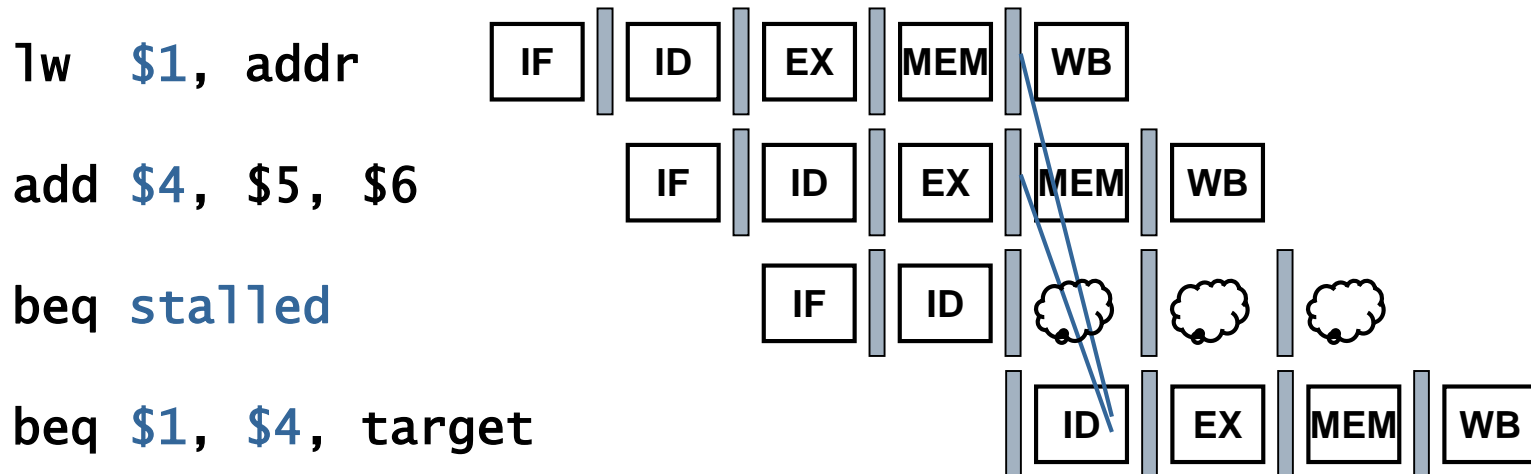 lw $1, addr IF ID EX MEM WB
add $4, $5, $6 IF ID EX MEM WB
beq stalled IF ID
beq $1, $4, target ID EX MEM WB